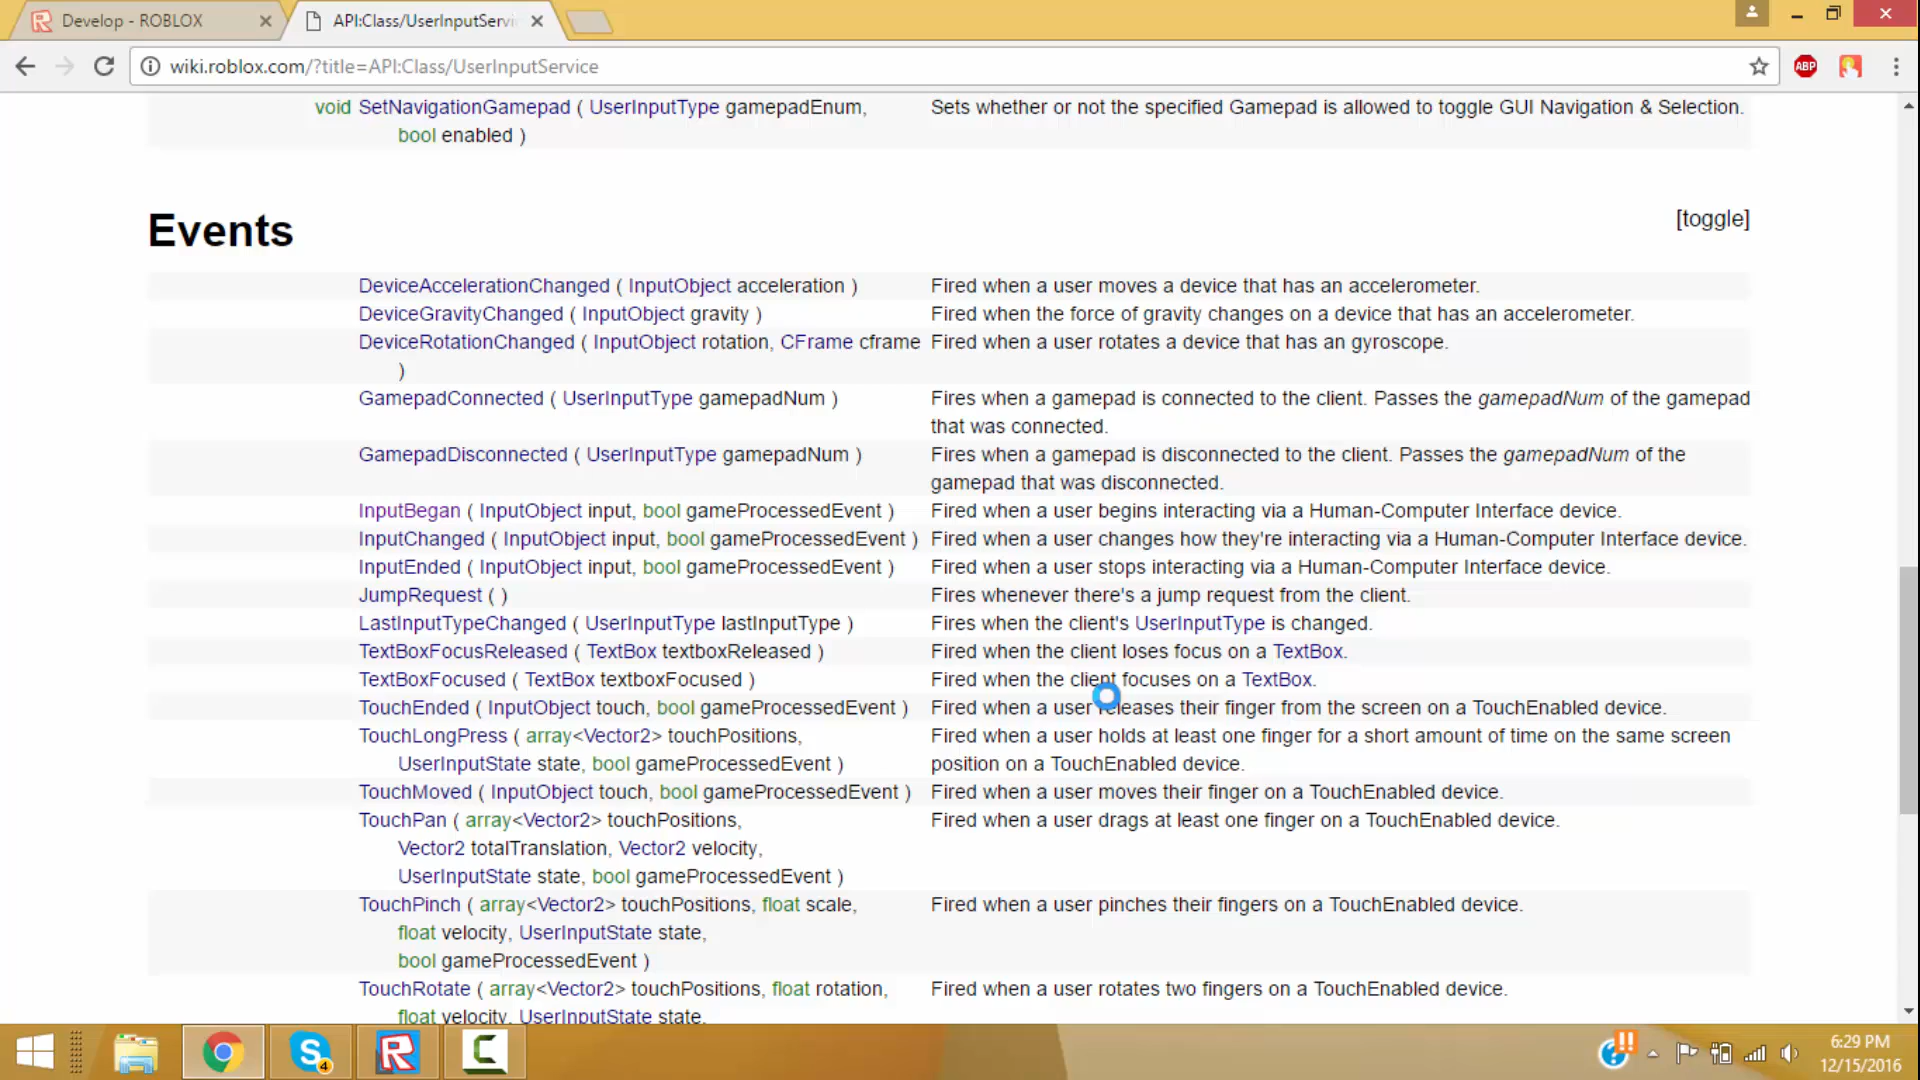 Develop - ROBLOX
API:Class/UserInputServi
wiki.roblox.com/?title=API:Class/UserInputService
ABP
void SetNavigationGamepad ( UserInputType gamepadEnum, Sets whether or not the specified Gamepad is allowed to toggle GUI Navigation & Selection.
bool enabled )
Events
[toggle]
DeviceAccelerationChanged ( InputObject acceleration ) Fired when a user moves a device that has an accelerometer.
DeviceGravityChanged ( InputObject gravity ) Fired when the force of gravity changes on a device that has an accelerometer.
DeviceRotationChanged ( InputObject rotation, CFrame cframe Fired when a user rotates a device that has an gyroscope.
)
GamepadConnected ( UserInputType gamepadNum ) Fires when a gamepad is connected to the client. Passes the gamepadNum of the gamepad
that was connected.
GamepadDisconnected ( UserInputType gamepadNum ) Fires when a gamepad is disconnected to the client. Passes the gamepadNum of the
gamepad that was disconnected.
InputBegan ( InputObject input, bool gameProcessedEvent ) Fired when a user begins interacting via a Human-Computer Interface device.
InputChanged ( InputObject input, bool gameProcessedEvent ) Fired when a user changes how they're interacting via a Human-Computer Interface device.
InputEnded ( InputObject input, bool gameProcessedEvent ) Fired when a user stops interacting via a Human-Computer Interface device.
JumpRequest ( ) Fires whenever there's a jump request from the client.
LastInputTypeChanged ( UserInputType lastInputType ) Fires when the client's UserInputType is changed.
TextBoxFocusReleased ( TextBox textboxReleased ) Fired when the client loses focus on a TextBox.
TextBoxFocused ( TextBox textboxFocused ) Fired when the client focuses on a TextBox.
TouchEnded ( InputObject touch, bool gameProcessedEvent ) Fired when a user releases their finger from the screen on a TouchEnabled device.
TouchLongPress ( array<Vector2> touchPositions, Fired when a user holds at least one finger for a short amount of time on the same screen
UserInputState state, bool gameProcessedEvent ) position on a TouchEnabled device.
TouchMoved ( InputObject touch, bool gameProcessedEvent ) Fired when a user moves their finger on a TouchEnabled device.
TouchPan ( array<Vector2> touchPositions, Fired when a user drags at least one finger on a TouchEnabled device.
Vector2 totalTranslation, Vector2 velocity,
UserInputState state, bool gameProcessedEvent )
TouchPinch ( array<Vector2> touchPositions, float scale, Fired when a user pinches their fingers on a TouchEnabled device.
float velocity, UserInputState state,
bool gameProcessedEvent )
TouchRotate ( array<Vector2> touchPositions, float rotation, Fired when a user rotates two fingers on a TouchEnabled device.
float velocity, UserInputState state,
4
6:29 PM
12/15/2016